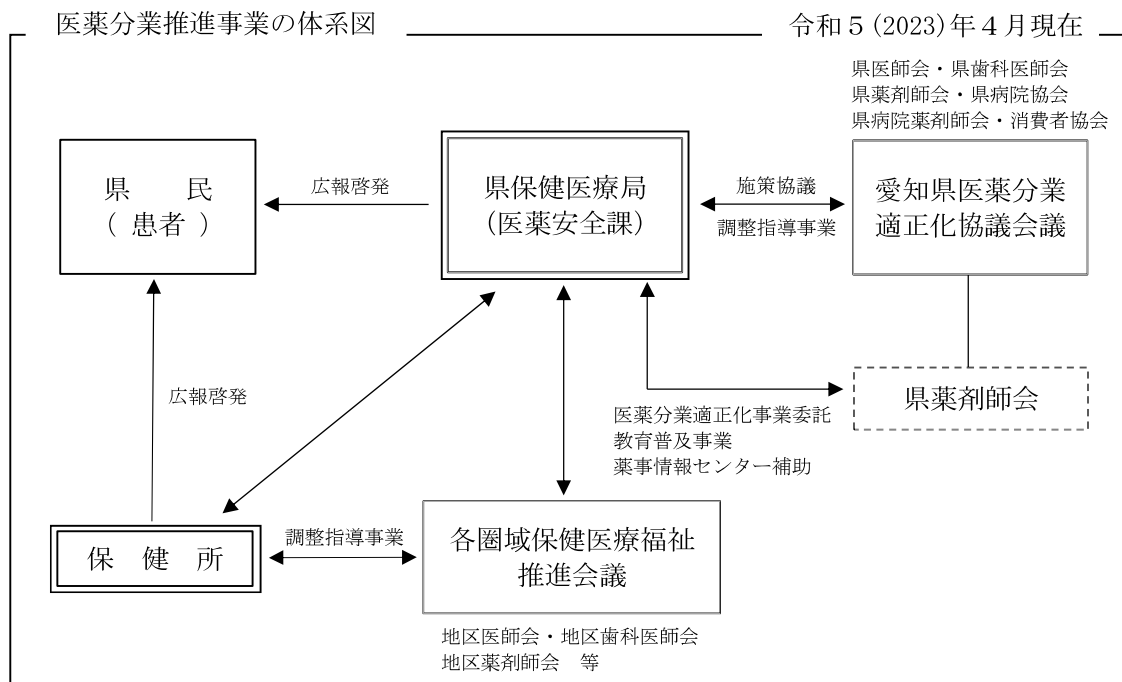 医薬分業推進事業の体系図
令和５(2023)年４月現在
県医師会・県歯科医師会
県薬剤師会・県病院協会
県病院薬剤師会・消費者協会
県　　民
（ 患者 ）
広報啓発
県保健医療局
（医薬安全課）
施策協議
調整指導事業
愛知県医薬分業
適正化協議会議
広報啓発
県薬剤師会
医薬分業適正化事業委託
教育普及事業
薬事情報センター補助
保　健　所
調整指導事業
各圏域保健医療福祉
推進会議
地区医師会・地区歯科医師会
地区薬剤師会　等